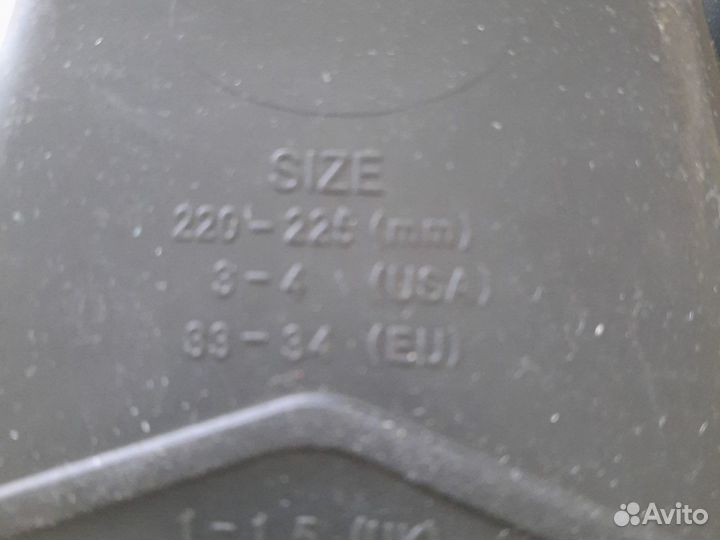 SIZE
220-225 (mm)
3-4 (USA)
33-34 (EU)
1-1.5 (UK)
Avito